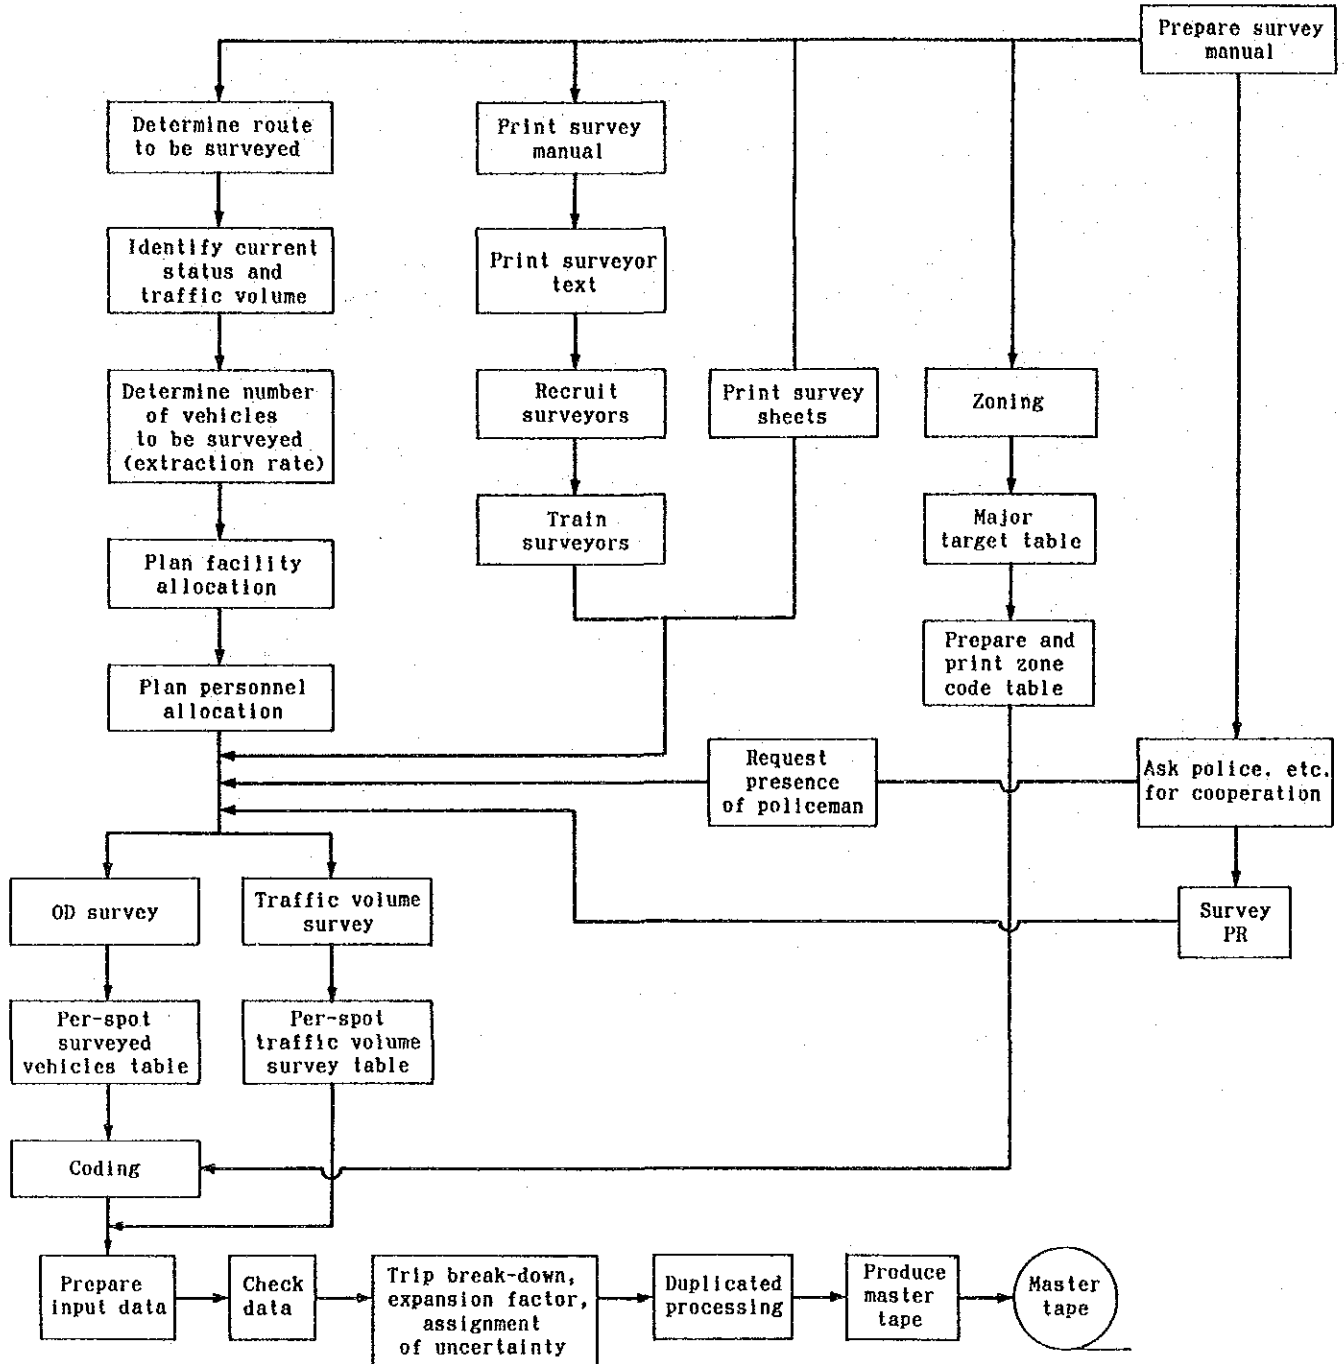 Prepare survey
manual
Determine route
to be surveyed
Print survey
manual
Identify current
status and
traffic volume
Print surveyor
text
Determine number
of vehicles
to be surveyed
(extraction rate)
Recruit
surveyors
Print survey
sheets
Zoning
Train
surveyors
Major
target table
Plan facility
allocation
Prepare and
print zone
code table
Plan personnel
allocation
Request
presence
of policeman
Ask police, etc.
for cooperation
OD survey
Traffic volume
survey
Survey
PR
Per-spot
surveyed
vehicles table
Per-spot
traffic volume
survey table
Coding
Prepare
input data
Check
data
Trip break-down,
expansion factor,
assignment
of uncertainty
Duplicated
processing
Produce
master
tape
Master
tape